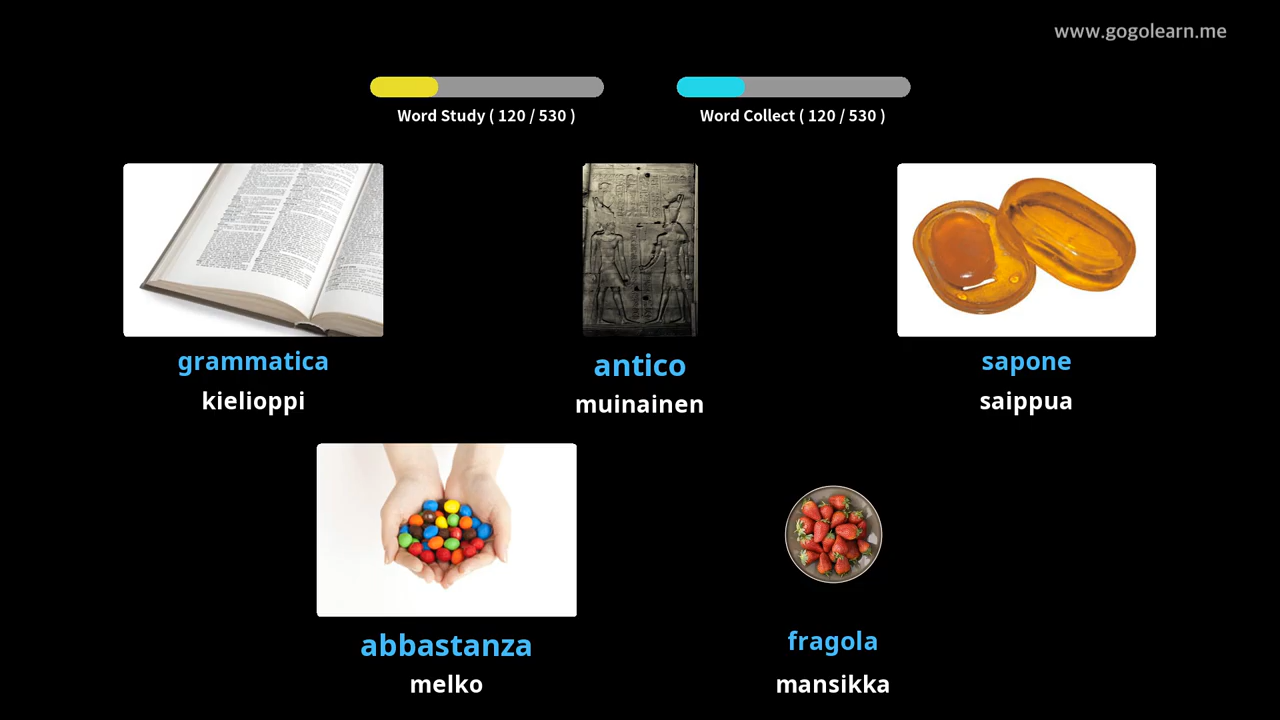 www.gogolearn.me
Word Study ( 120 / 530 )
Word Collect ( 120 / 530 )
grammatica
kielioppi
antico
muinainen
sapone
saippua
abbastanza
melko
fragola
mansikka